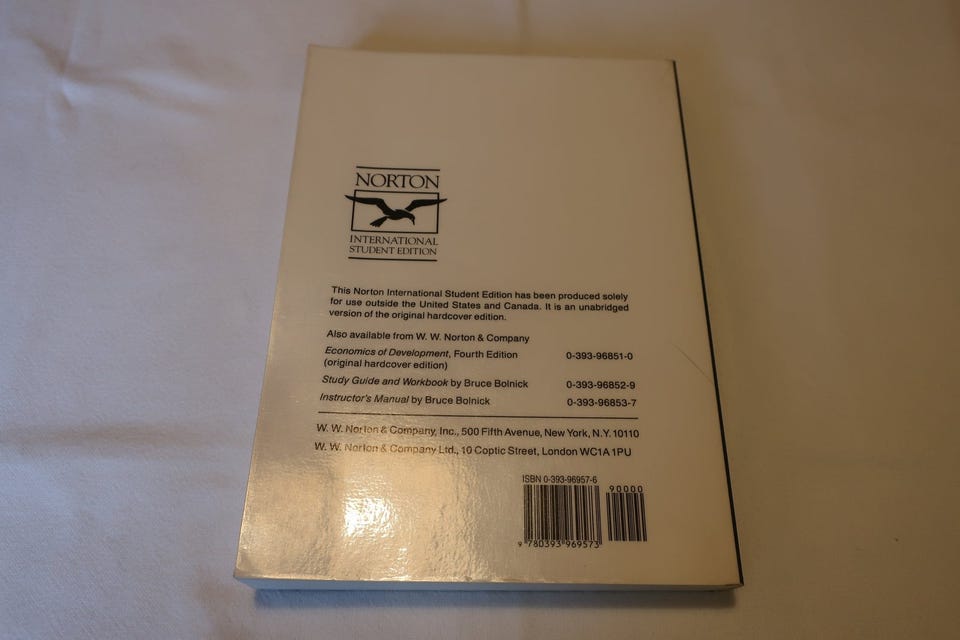 NORTON
INTERNATIONAL
STUDENT EDITION
This Norton International Student Edition has been produced solely
for use outside the United States and Canada. It is an unabridged
version of the original hardcover edition.
Also available from W. W. Norton & Company
Economics of Development, Fourth Edition 0-393-96851-0
(original hardcover edition)
Study Guide and Workbook by Bruce Bolnick 0-393-96852-9
Instructor's Manual by Bruce Bolnick 0-393-96853-7
W. W. Norton & Company, Inc., 500 Fifth Avenue, New York, N.Y. 10110
W. W. Norton & Company Ltd., 10 Coptic Street, London WC1A 1PU
ISBN 0-393-96957-6
90000
9 780393 969573